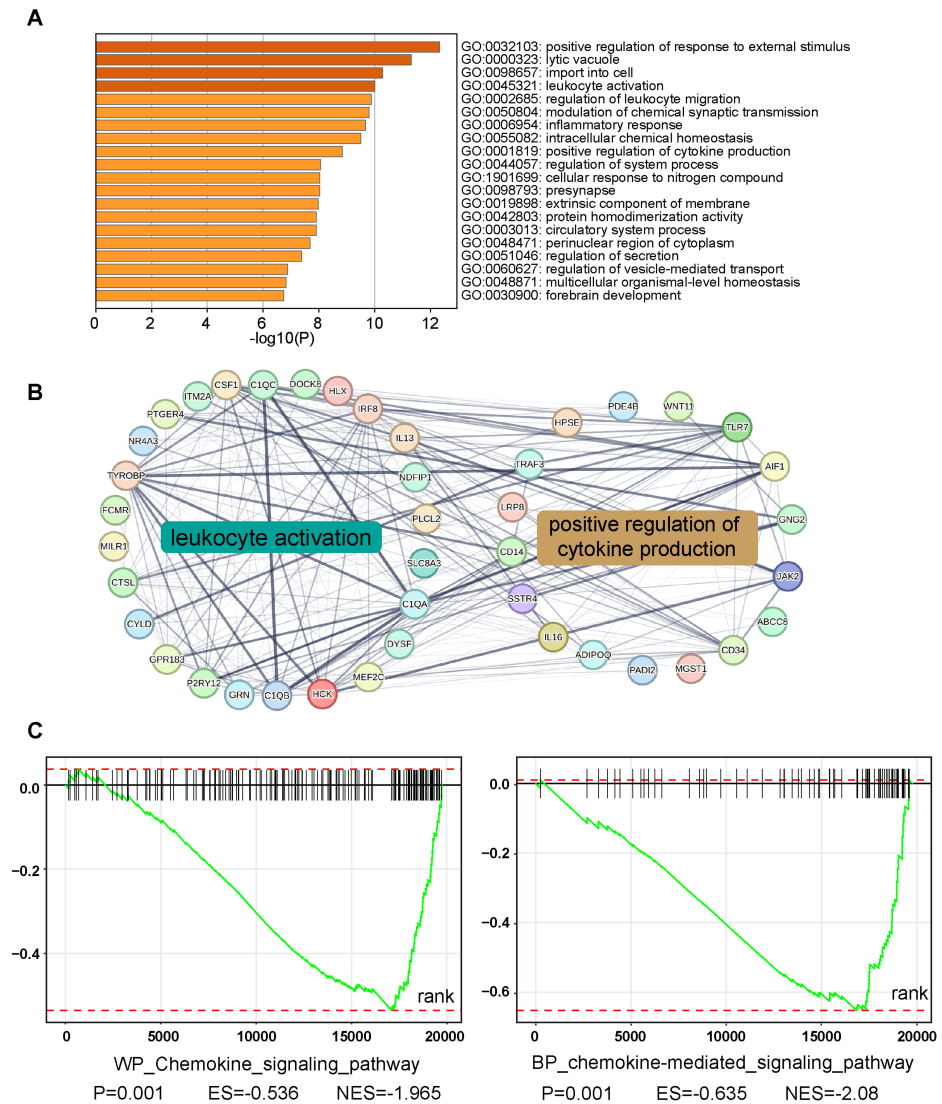 A
GO:0032103: positive regulation of response to external stimulus
GO:0000323: lytic vacuole
GO:0098657: import into cell
GO:0045321: leukocyte activation
GO:0002685: regulation of leukocyte migration
GO:0050804: modulation of chemical synaptic transmission
GO:0006954: inflammatory response
GO:0055082: intracellular chemical homeostasis
GO:0001819: positive regulation of cytokine production
GO:0044057: regulation of system process
GO:1901699: cellular response to nitrogen compound
GO:0098793: presynapse
GO:0019898: extrinsic component of membrane
GO:0042803: protein homodimerization activity
GO:0003013: circulatory system process
GO:0048471: perinuclear region of cytoplasm
GO:0051046: regulation of secretion
GO:0060627: regulation of vesicle-mediated transport
GO:0048871: multicellular organismal-level homeostasis
GO:0030900: forebrain development
0 2 4 6 8 10 12
-log10(P)
B
CSF1
C1QC
DOCK8
HLX
ITM2A
IRF8
PTGER4
NR4A3
IL13
TYROBP
NDFIP1
FCMR
PLCL2
MILR1
SLC8A3
CTSL
C1QA
CYLD
DYSF
GPR183
P2RY12
GRN
C1QB
HCK
MEF2C
leukocyte activation
PDE4B
WNT11
HPSE
TLR7
TRAF3
AIF1
LRP8
GNG2
CD14
JAK2
SSTR4
ABCC8
IL16
ADIPOQ
CD34
PADI2
MGST1
positive regulation of
cytokine production
C
0.0
−0.2
−0.4
rank
0 5000 10000 15000 20000
WP_Chemokine_signaling_pathway
P=0.001 ES=-0.536 NES=-1.965
0.0
−0.2
−0.4
−0.6
rank
0 5000 10000 15000 20000
BP_chemokine-mediated_signaling_pathway
P=0.001 ES=-0.635 NES=-2.08